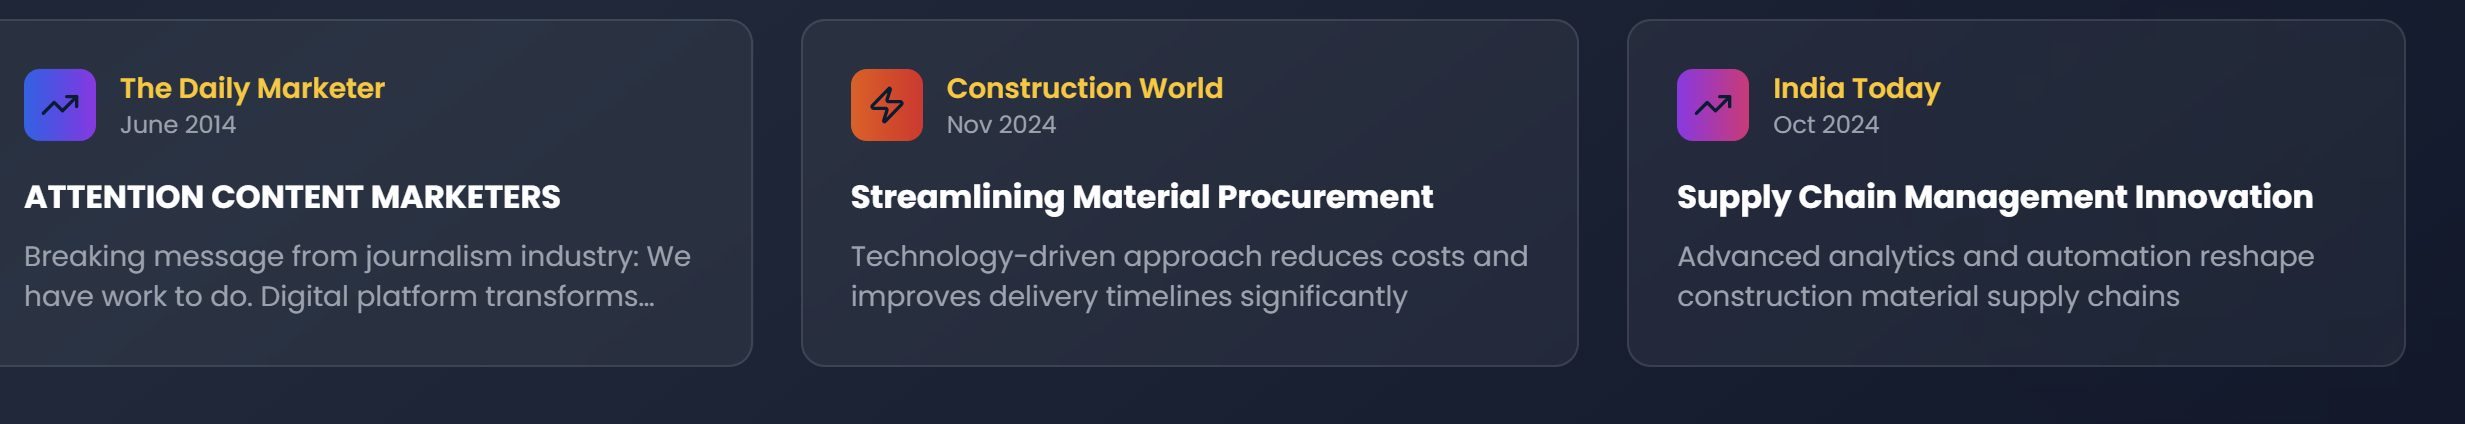 The Daily Marketer
June 2014
ATTENTION CONTENT MARKETERS
Breaking message from journalism industry: We
have work to do. Digital platform transforms...
Construction World
Nov 2024
Streamlining Material Procurement
Technology-driven approach reduces costs and
improves delivery timelines significantly
India Today
Oct 2024
Supply Chain Management Innovation
Advanced analytics and automation reshape
construction material supply chains